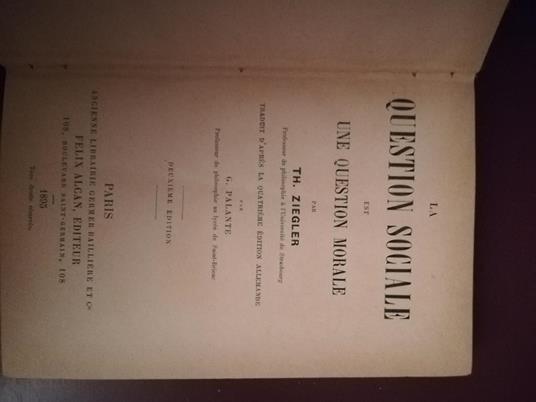 LA
QUESTION SOCIALE
EST
UNE QUESTION MORALE
PAR
TH. ZIEGLER
Professeur de philosophie à l'Université de Strasbourg
TRADUIT D'APRÈS LA QUATRIÈME ÉDITION ALLEMANDE
PAR
G. PALANTE
Professeur de philosophie au lycée de Saint-Brieuc
DEUXIÈME ÉDITION
PARIS
ANCIENNE LIBRAIRIE GERMER BAILLIÈRE ET Cie
FELIX ALCAN, ÉDITEUR
108, BOULEVARD SAINT-GERMAIN, 108
1895
Tous droits réservés